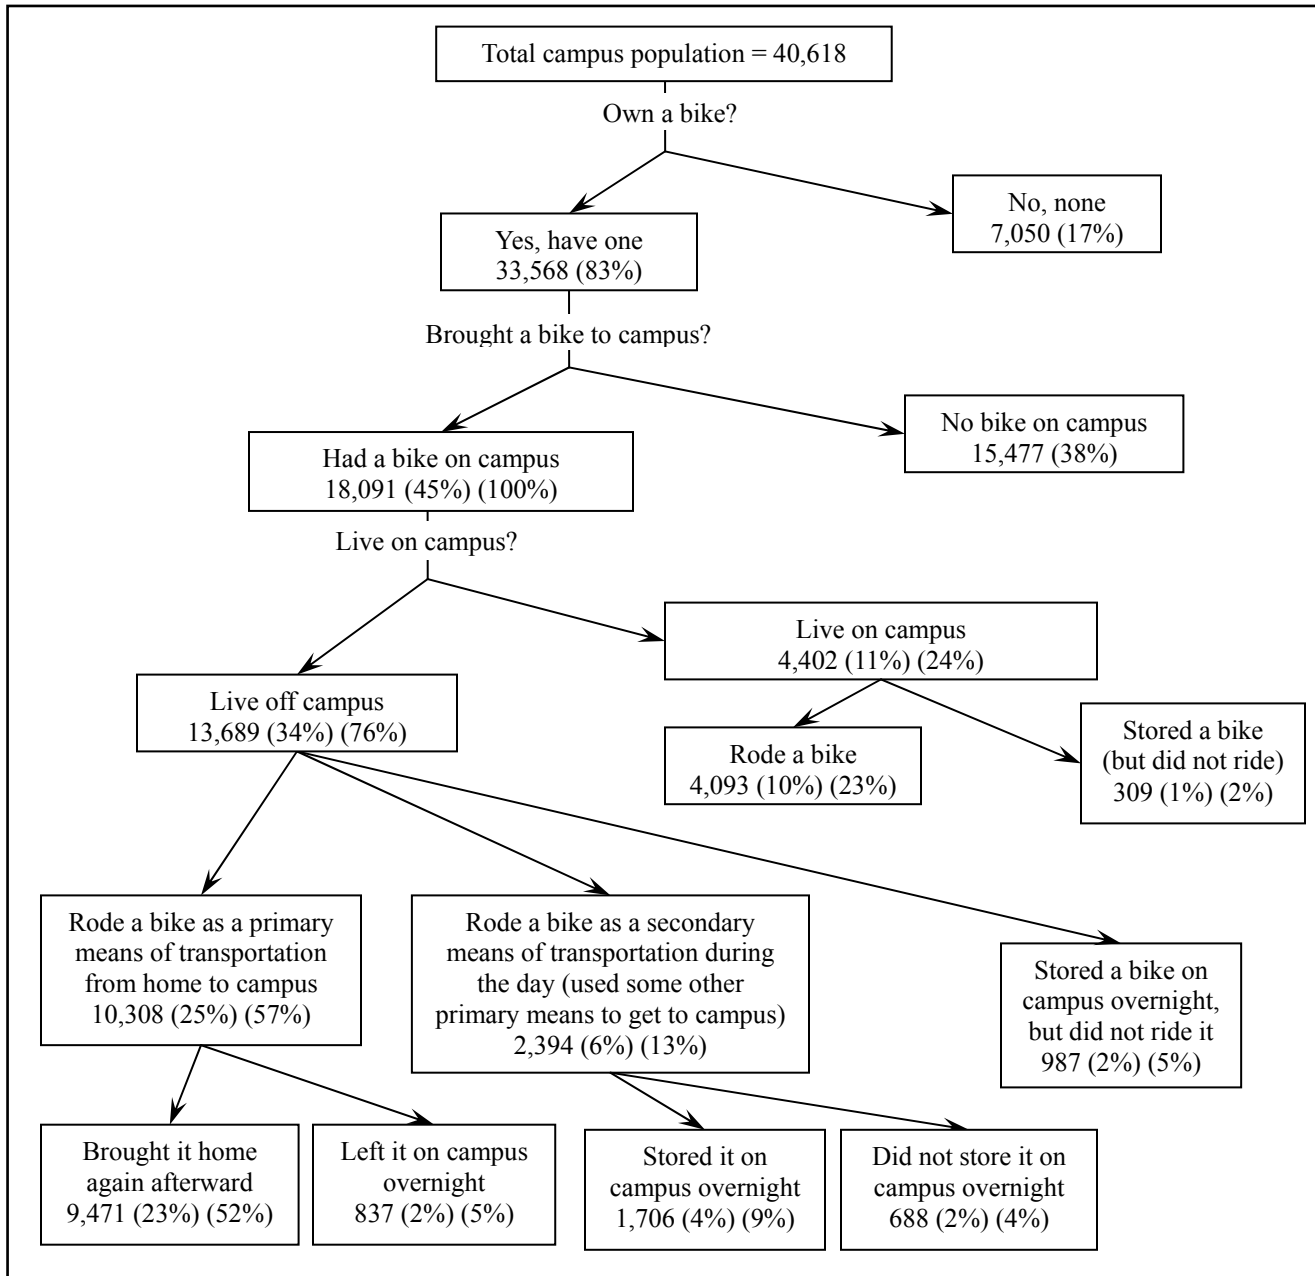 Total campus population = 40,618
Own a bike?
No, none
7,050 (17%)
Yes, have one
33,568 (83%)
Brought a bike to campus?
No bike on campus
15,477 (38%)
Had a bike on campus
18,091 (45%) (100%)
Live on campus?
Live on campus
4,402 (11%) (24%)
Live off campus
13,689 (34%) (76%)
Rode a bike
4,093 (10%) (23%)
Stored a bike
(but did not ride)
309 (1%) (2%)
Rode a bike as a primary
means of transportation
from home to campus
10,308 (25%) (57%)
Rode a bike as a secondary
means of transportation during
the day (used some other
primary means to get to campus)
2,394 (6%) (13%)
Stored a bike on
campus overnight,
but did not ride it
987 (2%) (5%)
Brought it home
again afterward
9,471 (23%) (52%)
Left it on campus
overnight
837 (2%) (5%)
Stored it on
campus overnight
1,706 (4%) (9%)
Did not store it on
campus overnight
688 (2%) (4%)